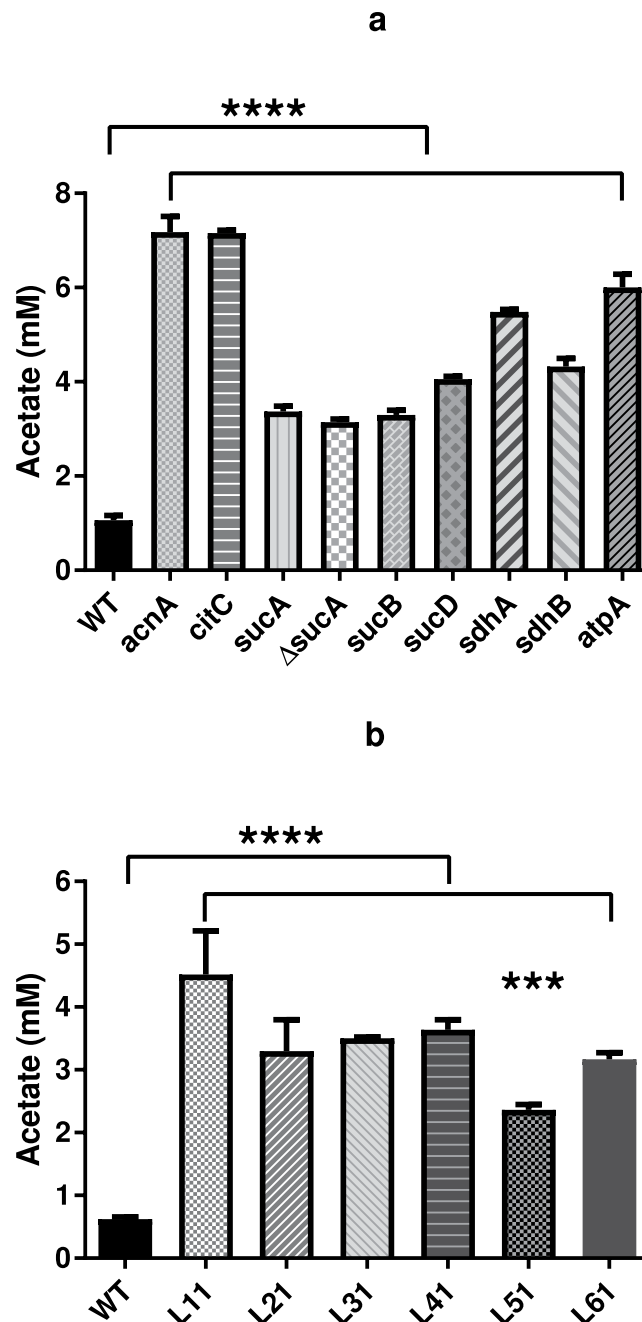 a
****
8
6
4
2
0
Acetate (mM)
WT
acnA
citC
sucA
ΔsucA
sucB
sucD
sdhA
sdhB
atpA
b
****
***
6
5
4
3
2
1
0
Acetate (mM)
WT
L11
L21
L31
L41
L51
L61